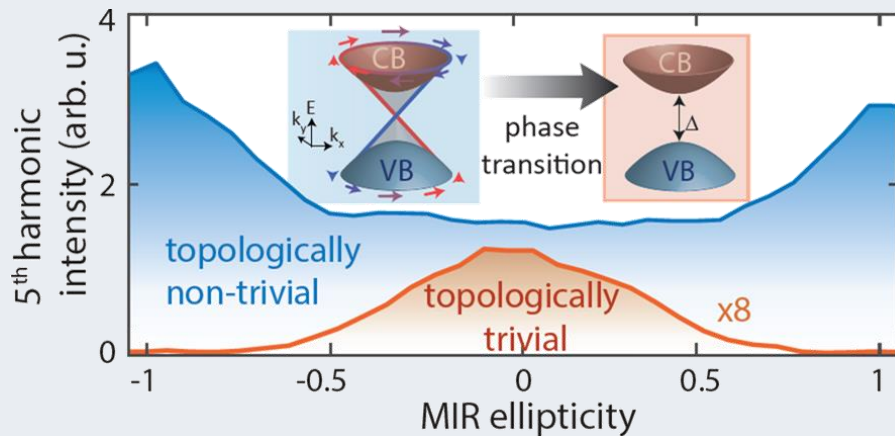 4
2
0
5th harmonic
intensity (arb. u.)
CB
VB
E
ky
kx
phase
transition
CB
Δ
VB
topologically
non-trivial
topologically
trivial
x8
-1
-0.5
0
0.5
1
MIR ellipticity